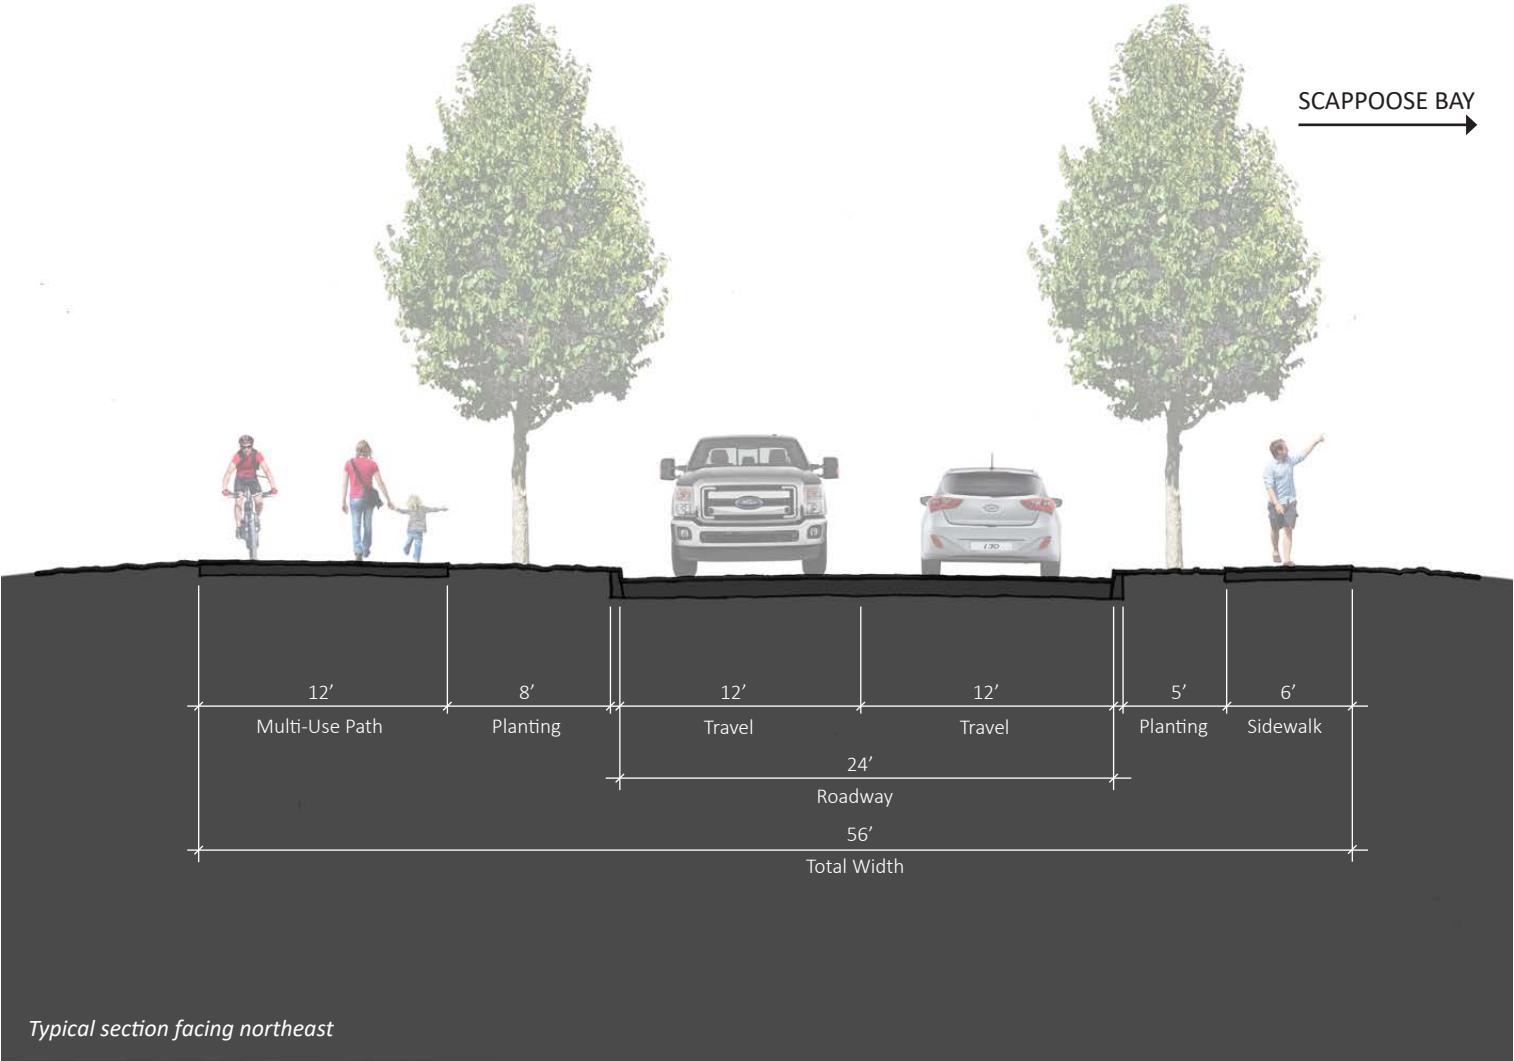 SCAPPOOSE BAY
12’ 8’ 12’ 12’ 5’ 6’
Multi-Use Path Planting Travel Travel Planting Sidewalk
24’
Roadway
56’
Total Width
Typical section facing northeast